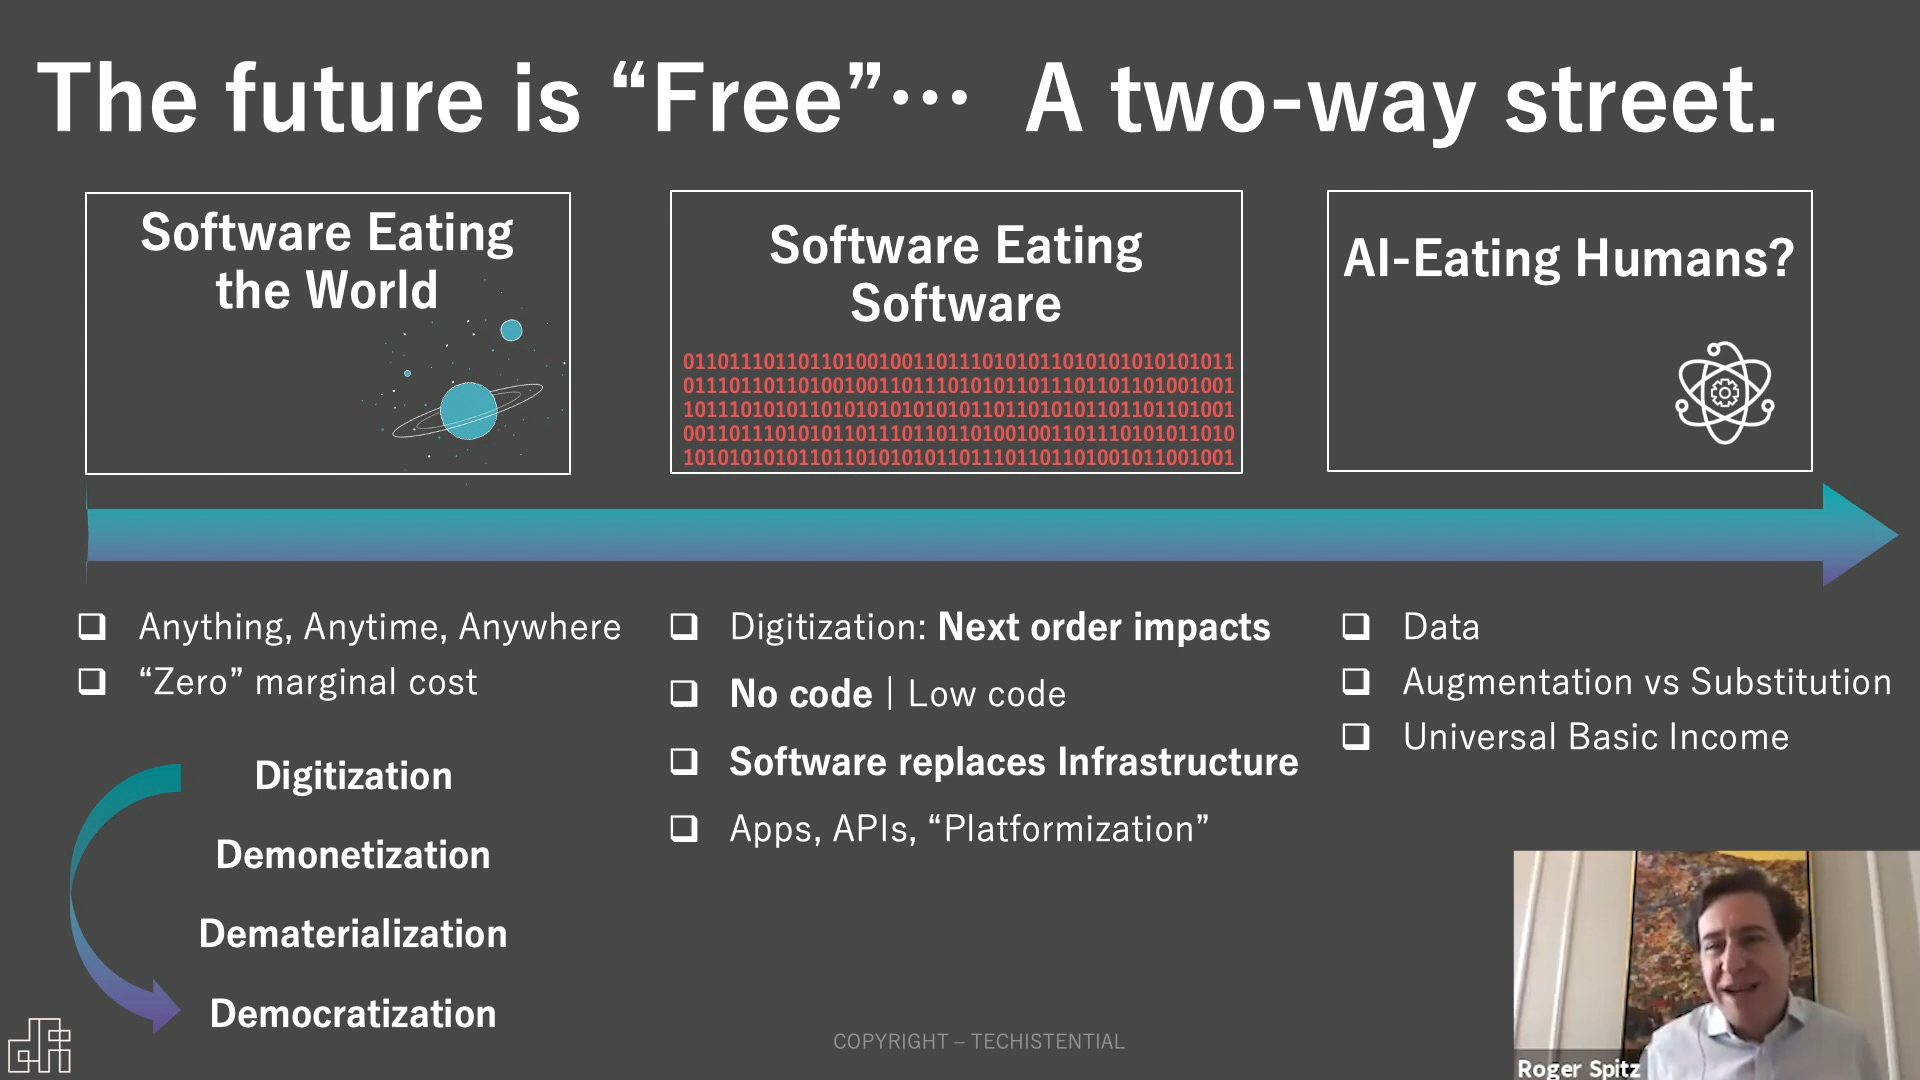 The future is “Free”··· A two-way street.
Software Eating
the World
Software Eating
Software
0110111011011010010011011101010110101010101011
0111011011010010011011101010110111011011010010​01
1011101010110101010101010110110101011011011010​01
0011011101010110111011011010010011011101010110​10
1010101010110110101010110111011011010010110010​01
AI-Eating Humans?
Anything, Anytime, Anywhere
“Zero” marginal cost
Digitization
Demonetization
Dematerialization
Democratization
Digitization: Next order impacts
No code | Low code
Software replaces Infrastructure
Apps, APIs, “Platformization”
Data
Augmentation vs Substitution
Universal Basic Income
COPYRIGHT – TECHISTENTIAL
dfi
Roger Spitz